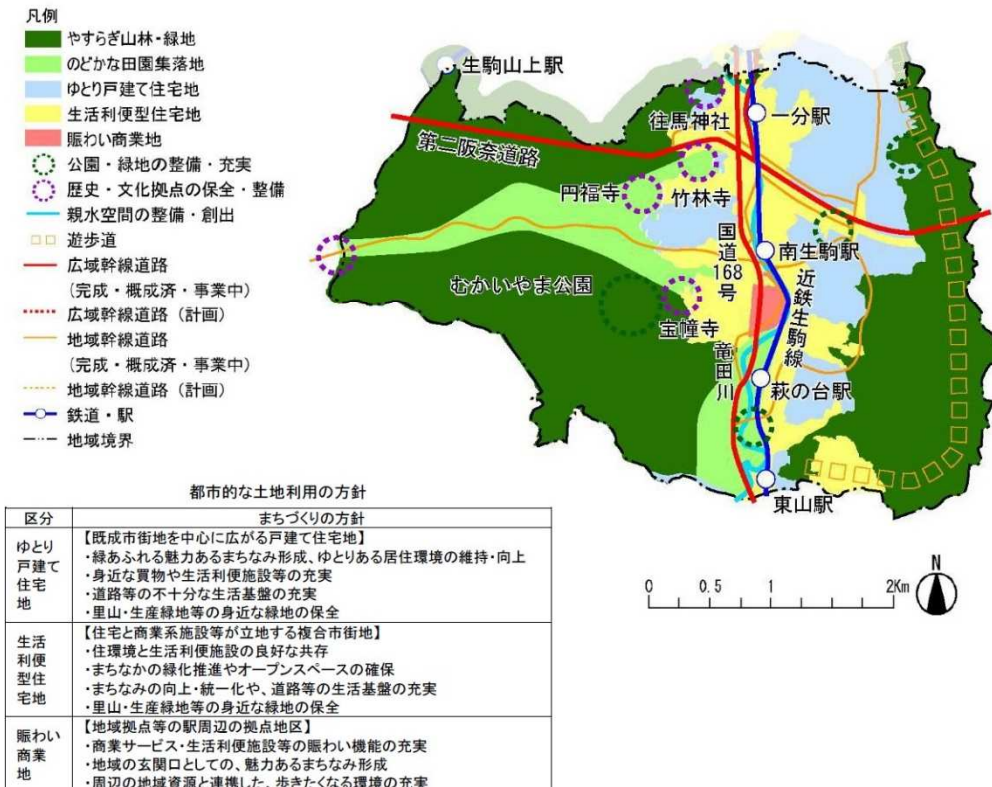 凡例
やすらぎ山林・緑地
のどかな田園集落地
ゆとり戸建て住宅地
生活利便型住宅地
賑わい商業地
公園・緑地の整備・充実
歴史・文化拠点の保全・整備
親水空間の整備・創出
遊歩道
広域幹線道路
(完成・概成済・事業中)
広域幹線道路(計画)
地域幹線道路
(完成・概成済・事業中)
地域幹線道路(計画)
鉄道・駅
地域境界
生駒山上駅
往馬神社
一分駅
第二阪奈道路
円福寺
竹林寺
国道168号
南生駒駅
むかいやま公園
宝幢寺
近鉄生駒線
竜田川
萩の台駅
東山駅
0 0.5 1 2Km
N
都市的な土地利用の方針
区分 まちづくりの方針
ゆとり
戸建て
住宅
地
【既成市街地を中心に広がる戸建て住宅地】
・緑あふれる魅力あるまちなみ形成、ゆとりある居住環境の維持・向上
・身近な買物や生活利便施設等の充実
・道路等の不十分な生活基盤の充実
・里山・生産緑地等の身近な緑地の保全
生活
利便
型住
宅地
【住宅と商業系施設等が立地する複合市街地】
・住環境と生活利便施設の良好な共存
・まちなかの緑化推進やオープンスペースの確保
・まちなみの向上・統一化や、道路等の生活基盤の充実
・里山・生産緑地等の身近な緑地の保全
賑わい
商業
地
【地域拠点等の駅周辺の拠点地区】
・商業サービス・生活利便施設等の賑わい機能の充実
・地域の玄関口としての、魅力あるまちなみ形成
・周辺の地域資源と連携した、歩きたくなる環境の充実